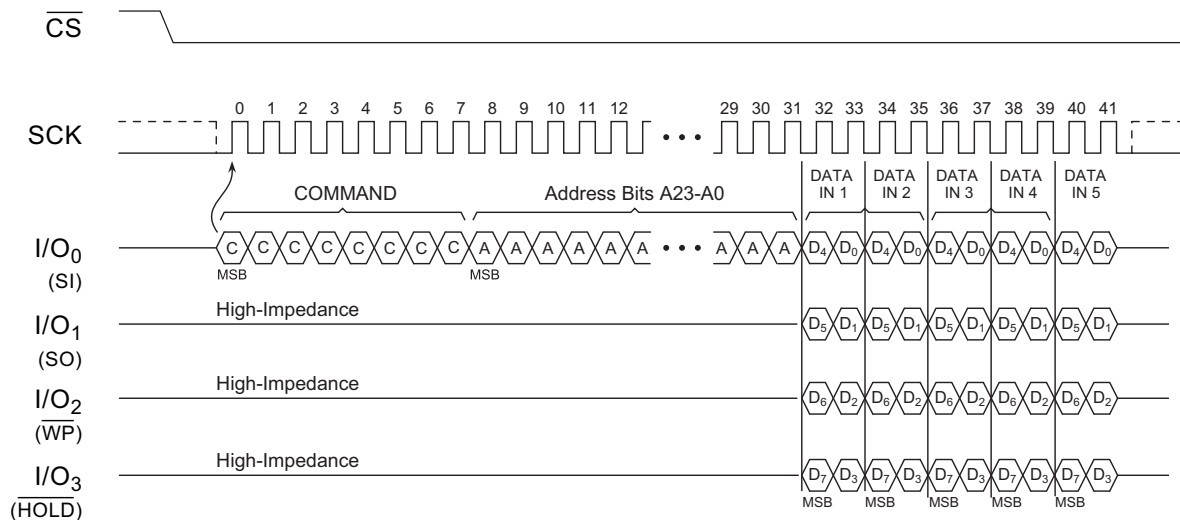 CS
0 1 2 3 4 5 6 7 8 9 10 11 12 29 30 31 32 33 34 35 36 37 38 39 40 41
SCK • • •
DATA IN 1 DATA IN 2 DATA IN 3 DATA IN 4 DATA IN 5
COMMAND Address Bits A23-A0
I/O0 C C C C C C C C A A A A A A • • • A A A D4 D0 D4 D0 D4 D0 D4 D0 D4 D0
(SI) MSB MSB
High-Impedance
I/O1 D5 D1 D5 D1 D5 D1 D5 D1 D5 D1
(SO)
High-Impedance
I/O2 D6 D2 D6 D2 D6 D2 D6 D2 D6 D2
(WP)
High-Impedance
I/O3 D7 D3 D7 D3 D7 D3 D7 D3 D7 D3
(HOLD) MSB MSB MSB MSB MSB